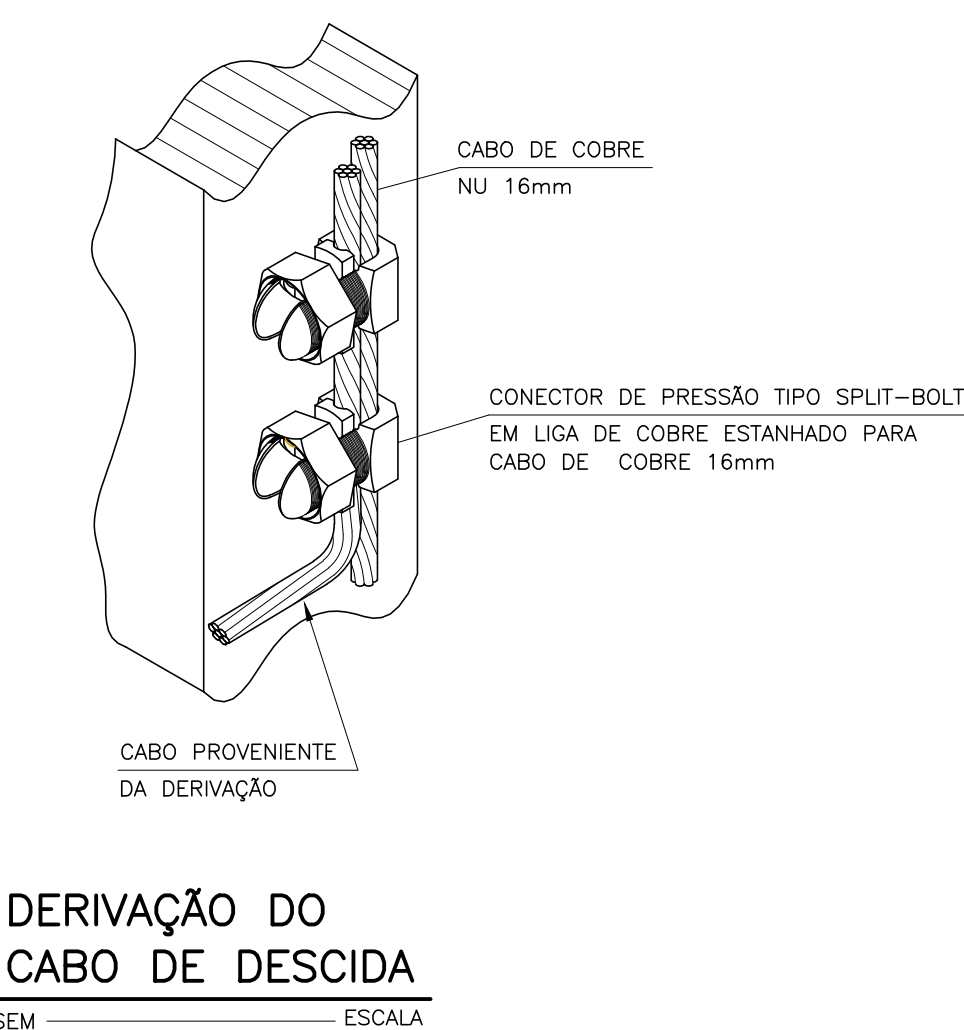 CABO DE COBRE
NU 16mm
CONECTOR DE PRESSÃO TIPO SPLIT-BOLT
EM LIGA DE COBRE ESTANHADO PARA
CABO DE COBRE 16mm
CABO PROVENIENTE
DA DERIVAÇÃO
DERIVAÇÃO DO
CABO DE DESCIDA
SEM ESCALA